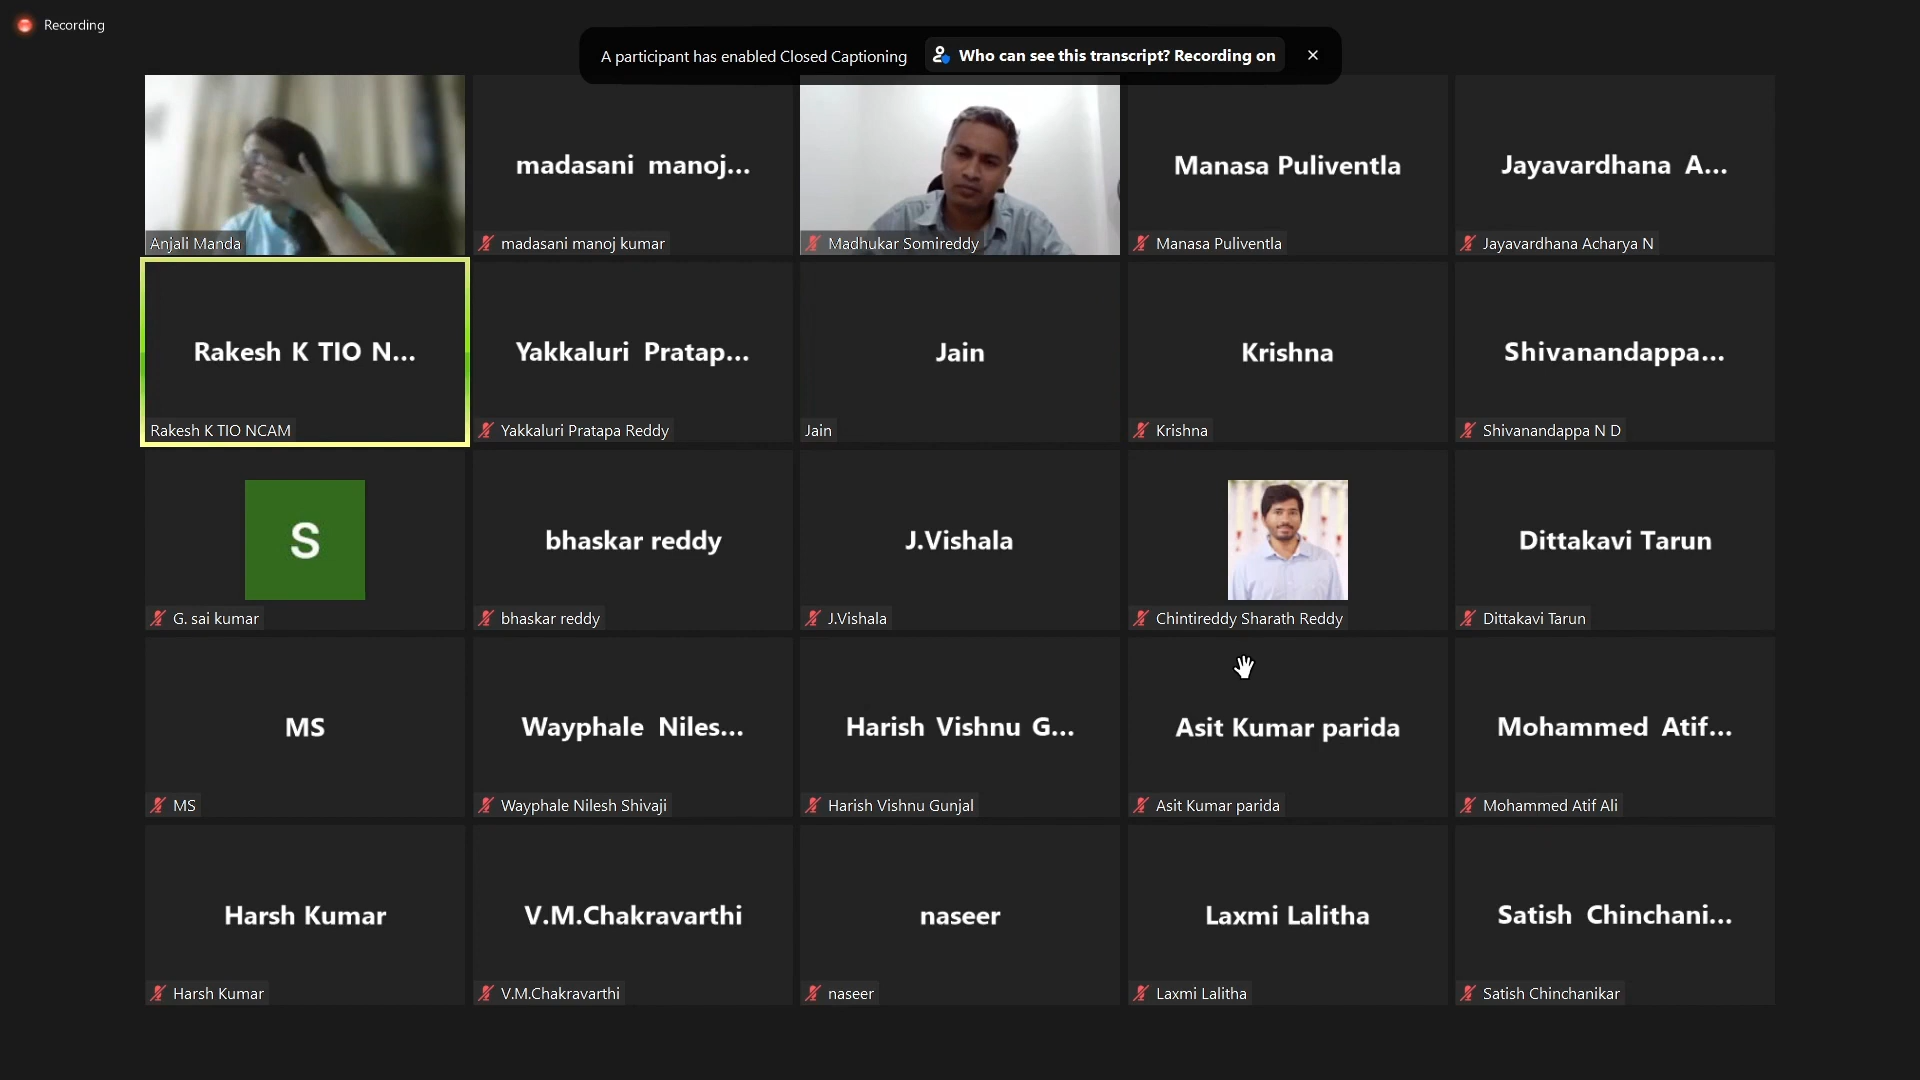 Recording
A participant has enabled Closed Captioning
Who can see this transcript? Recording on
Anjali Manda
madasani manoj...
madasani manoj kumar
Madhukar Somireddy
Manasa Puliventla
Manasa Puliventla
Jayavardhana A...
Jayavardhana Acharya N
Rakesh K TIO N...
Rakesh K TIO NCAM
Yakkaluri Pratap...
Yakkaluri Pratapa Reddy
Jain
Jain
Krishna
Krishna
Shivanandappa...
Shivanandappa N D
S
G. sai kumar
bhaskar reddy
bhaskar reddy
J.Vishala
J.Vishala
Chintireddy Sharath Reddy
Dittakavi Tarun
Dittakavi Tarun
MS
MS
Wayphale Niles...
Wayphale Nilesh Shivaji
Harish Vishnu G...
Harish Vishnu Gunjal
Asit Kumar parida
Asit Kumar parida
Mohammed Atif...
Mohammed Atif Ali
Harsh Kumar
Harsh Kumar
V.M.Chakravarthi
V.M.Chakravarthi
naseer
naseer
Laxmi Lalitha
Laxmi Lalitha
Satish Chinchani...
Satish Chinchanikar